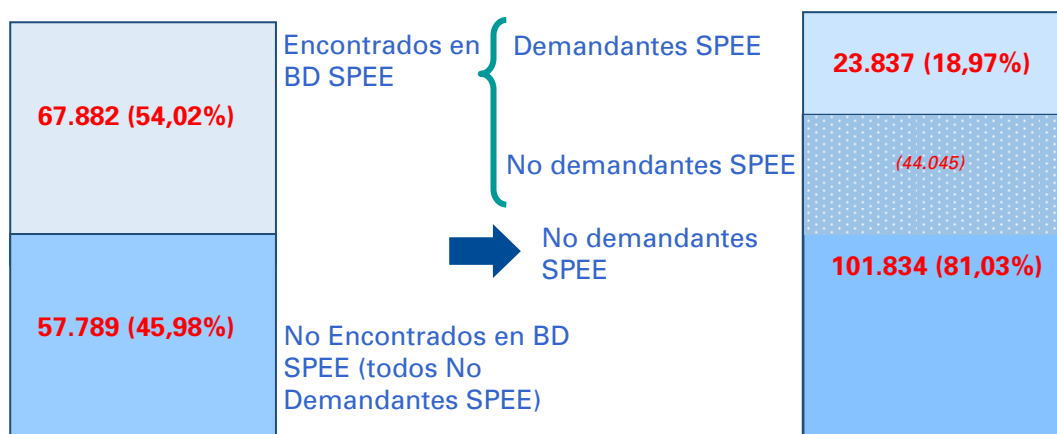 67.882 (54,02%)
Encontrados en
BD SPEE
Demandantes SPEE
23.837 (18,97%)
No demandantes SPEE
(44.045)
57.789 (45,98%)
No Encontrados en BD
SPEE (todos No
Demandantes SPEE)
No demandantes
SPEE
101.834 (81,03%)